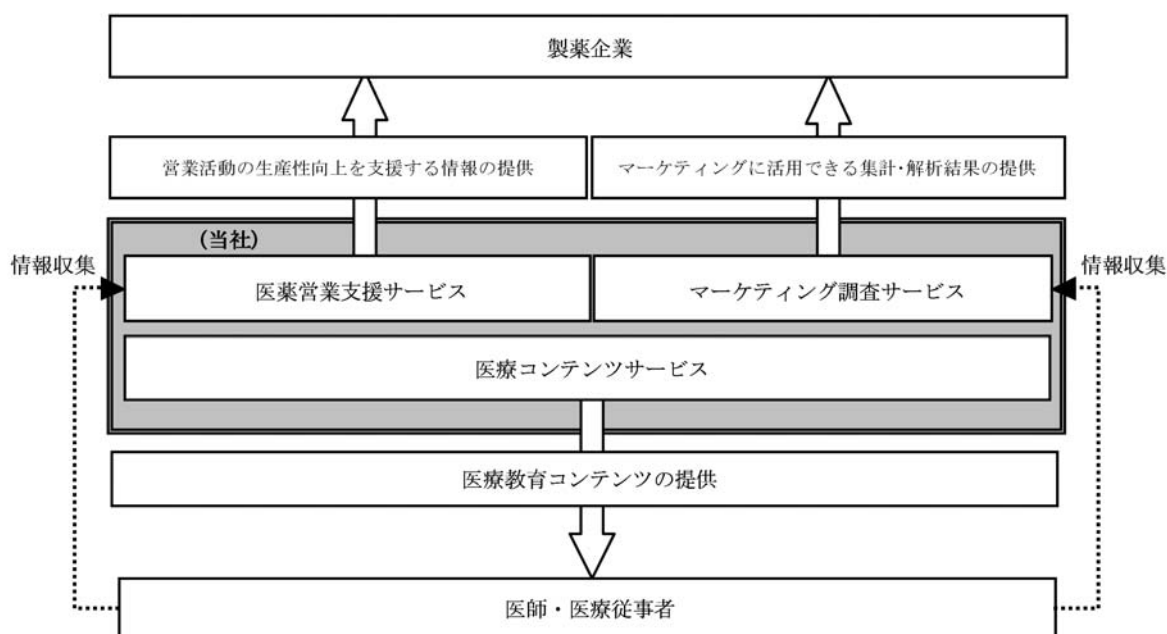 製薬企業
営業活動の生産性向上を支援する情報の提供
マーケティングに活用できる集計・解析結果の提供
(当社)
情報収集
情報収集
医薬営業支援サービス
マーケティング調査サービス
医療コンテンツサービス
医療教育コンテンツの提供
医師・医療従事者